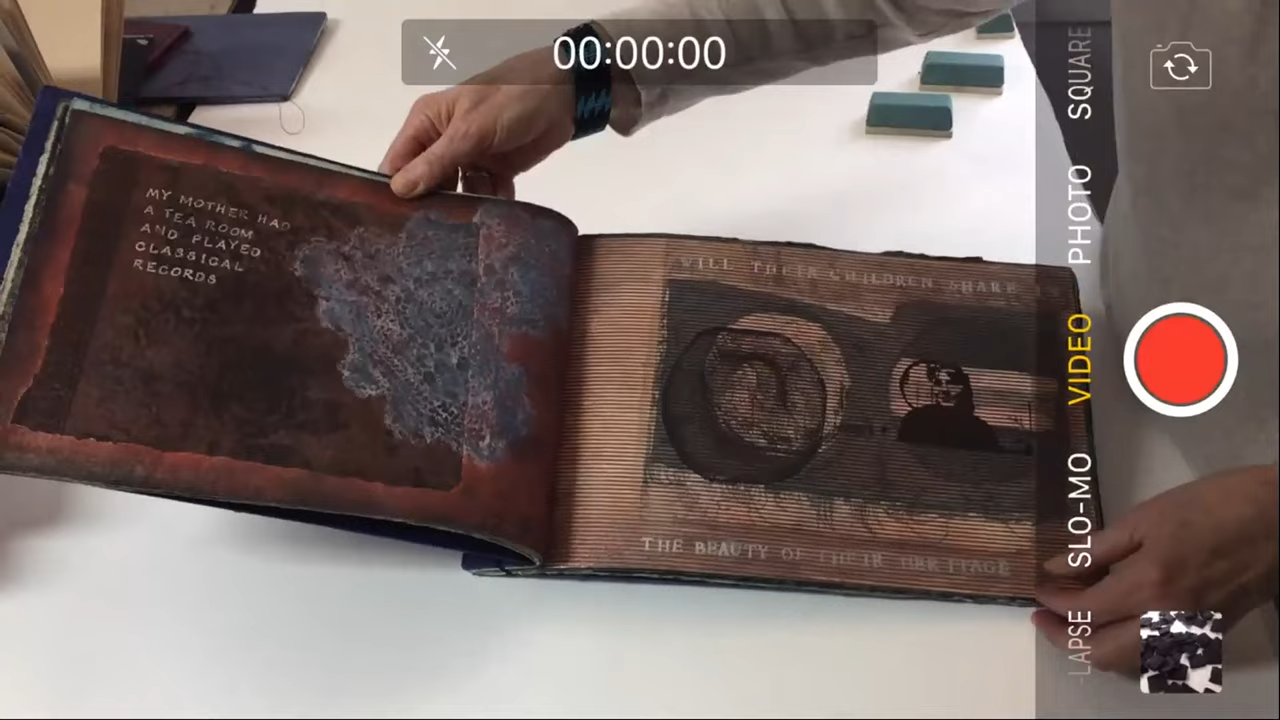 00:00:00
MY MOTHER HAD
A TEA ROOM
AND PLAYED
CLASSICAL
RECORDS
WILL THEIR CHILDREN SHARE
THE BEAUTY OF THEIR HERITAGE
SQUARE
PHOTO
VIDEO
SLO-MO
-LAPSE